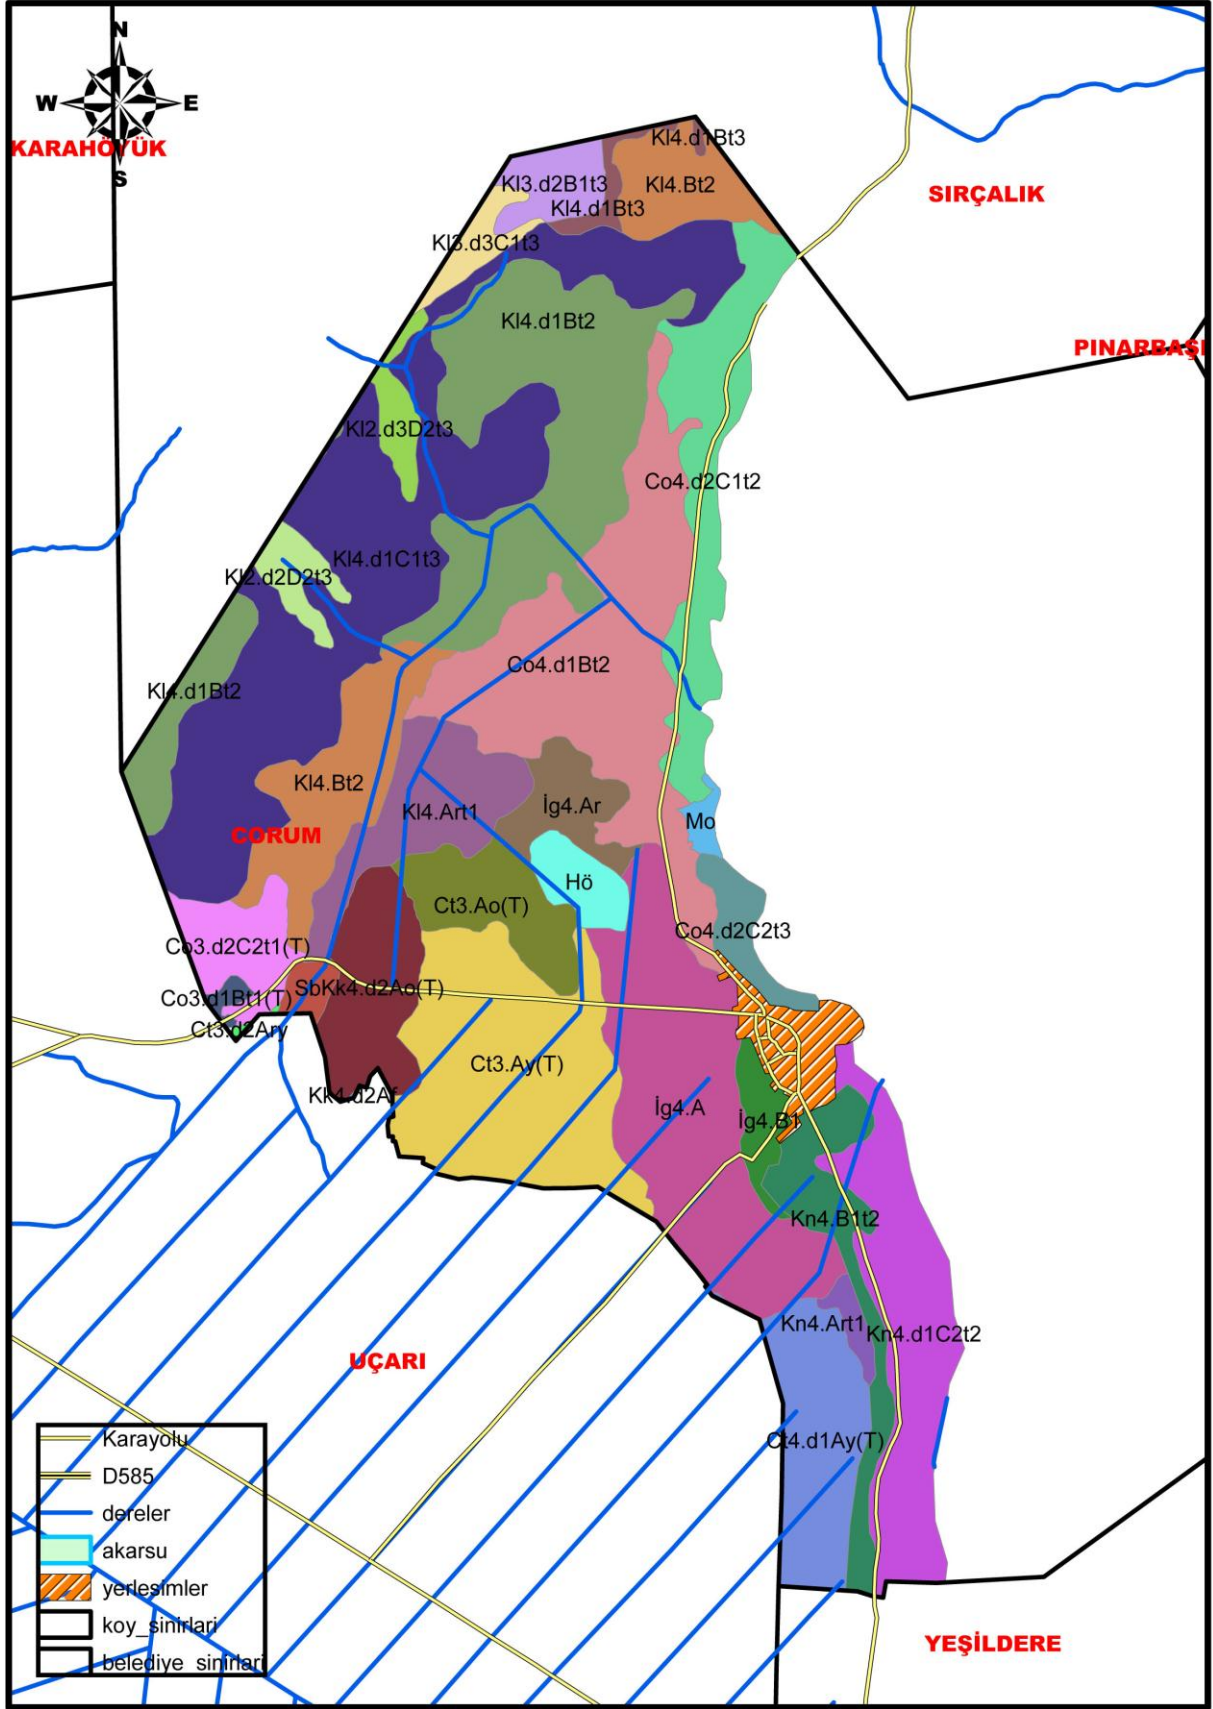 N
W
E
S
KARAHÖYÜK
Kl4.d1Bt3
Kl3.d2B1t3
Kl4.Bt2
SIRÇALIK
Kl4.d1Bt3
Kl3.d3C1t3
Kl4.d1Bt2
PINARBAŞI
Kl2.d3D2t3
Co4.d2C1t2
Kl4.d1C1t3
Kl2.d2D2t3
Co4.d1Bt2
Kl4.d1Bt2
Kl4.Bt2
Kl4.Art1
İg4.Ar
Mo
CORUM
Hö
Ct3.Ao(T)
Co4.d2C2t3
Co3.d2C2t1(T)
SbKk4.d2Ao(T)
Co3.d1Bt1(T)
Ct3.d2Ary
Ct3.Ay(T)
Kk4.d2Af
İg4.A
İg4.B1
Kn4.B1t2
Kn4.Art1
Kn4.d1C2t2
UÇARI
Ct4.d1Ay(T)
Karayolu
D585
dereler
akarsu
yerlesimler
koy_sinirlari
belediye_sinirlari
YEŞİLDERE